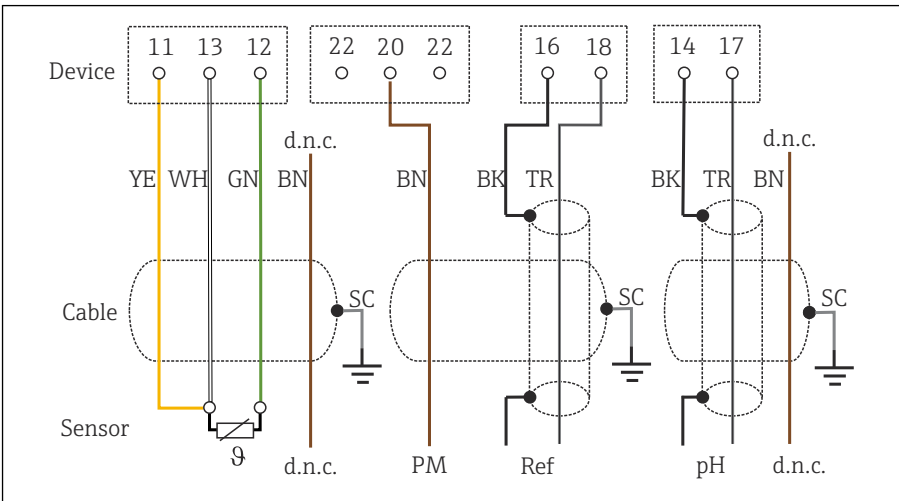 11 13 12 22 20 22 16 18 14 17
Device
d.n.c. d.n.c.
YE WH GN BN BN BK TR BK TR BN
Cable SC SC SC
Sensor
ϑ d.n.c. PM Ref pH d.n.c.